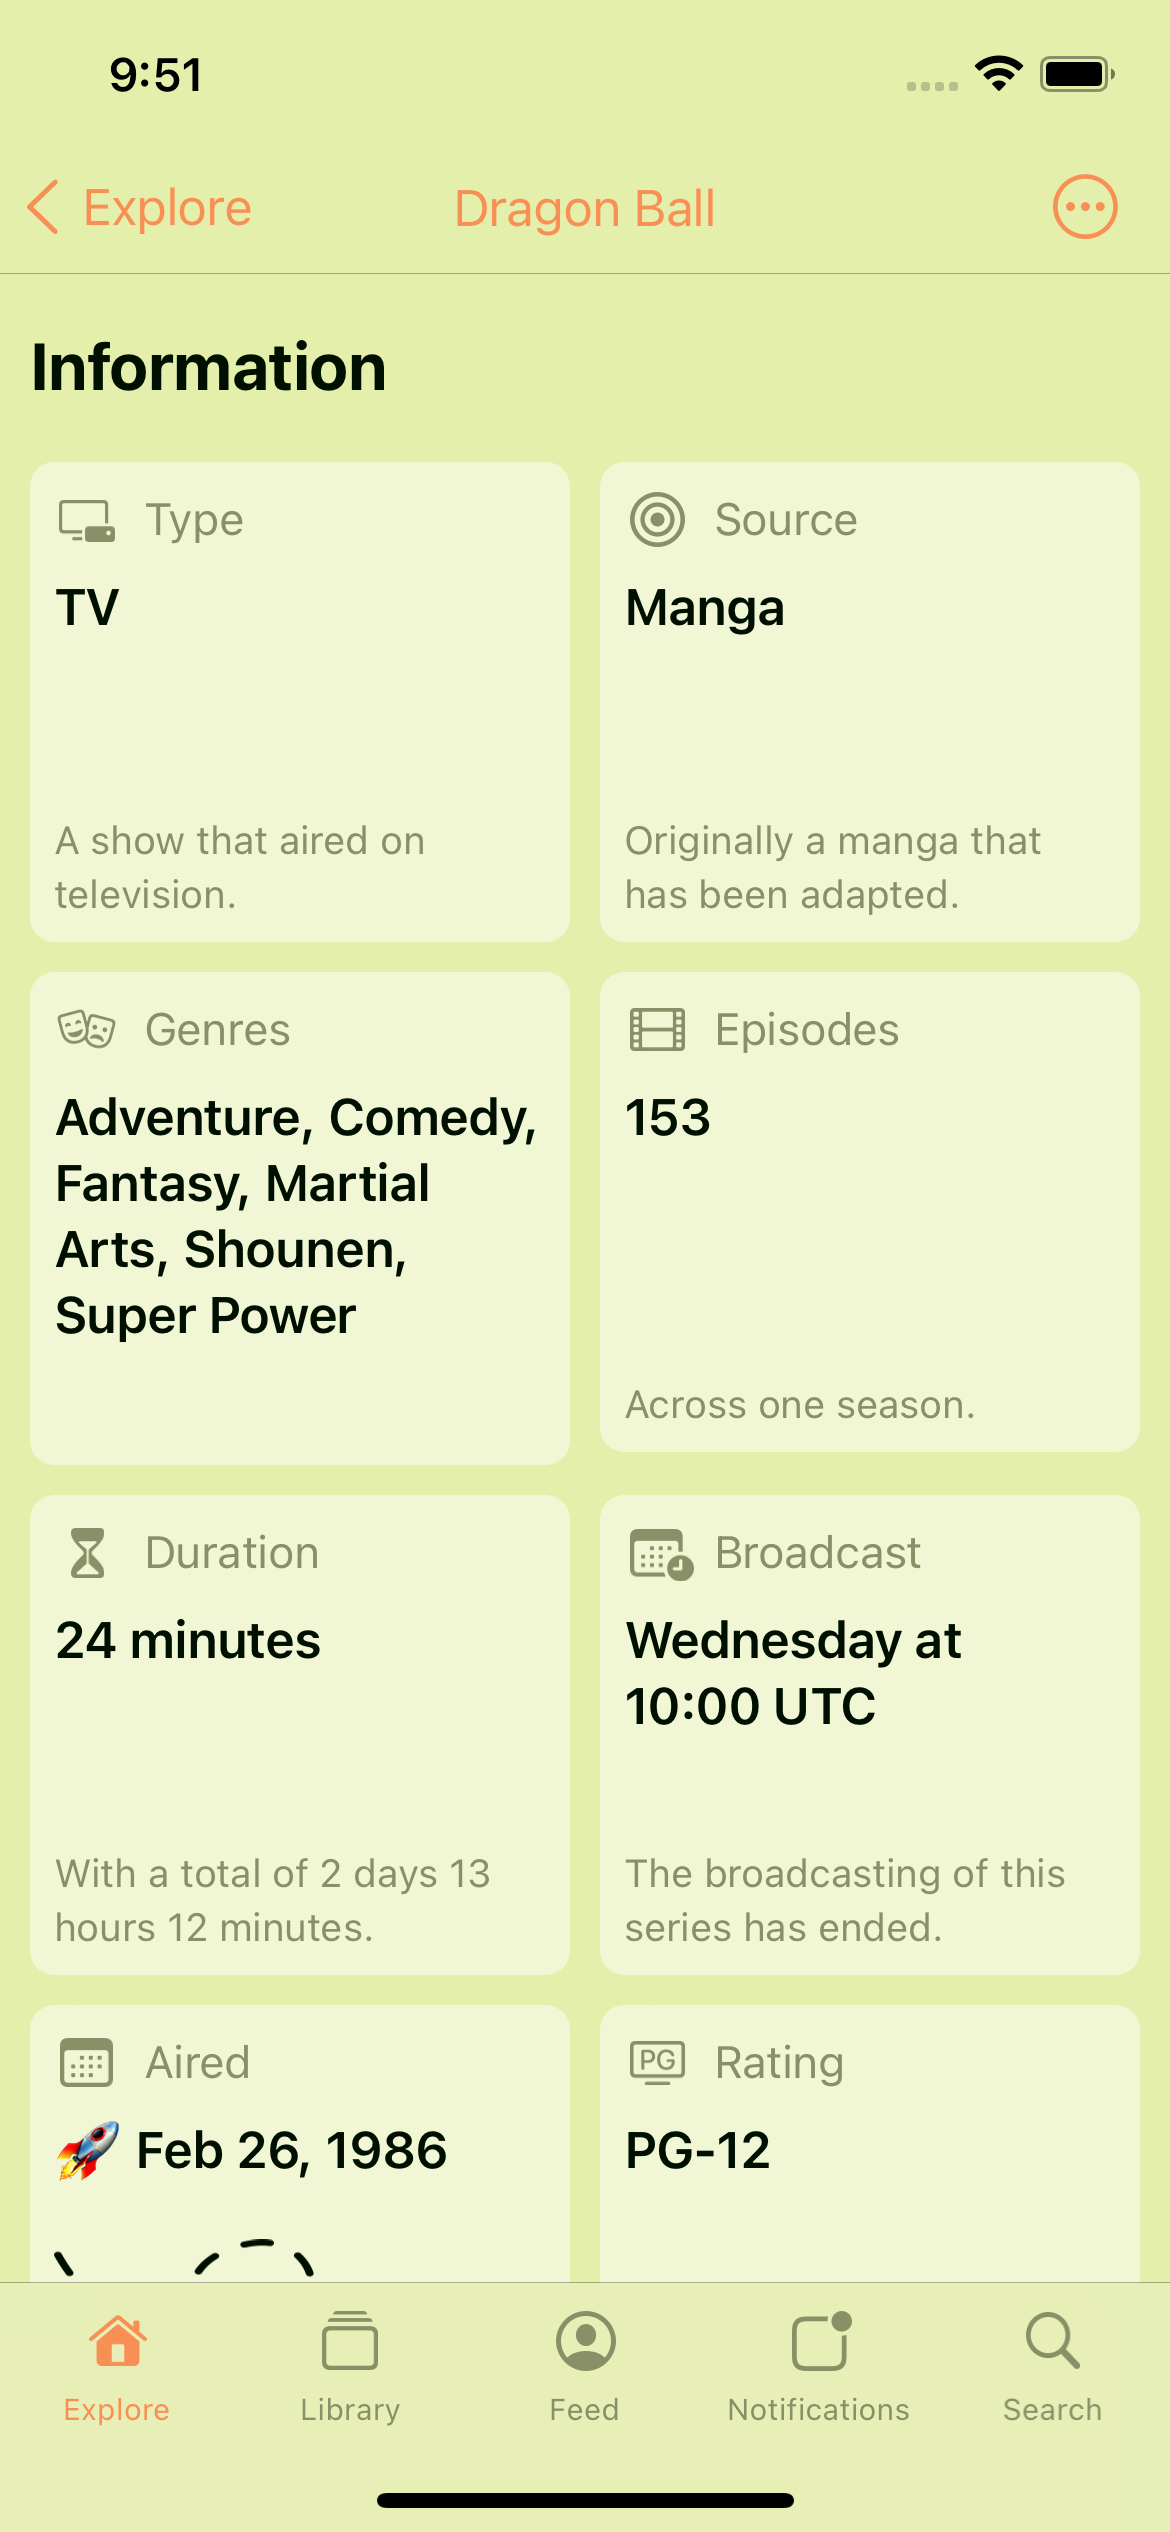 9:51
Explore
Dragon Ball
Information
Type
TV
A show that aired on
television.
Source
Manga
Originally a manga that
has been adapted.
Genres
Adventure, Comedy,
Fantasy, Martial
Arts, Shounen,
Super Power
Episodes
153
Across one season.
Duration
24 minutes
With a total of 2 days 13
hours 12 minutes.
Broadcast
Wednesday at
10:00 UTC
The broadcasting of this
series has ended.
Aired
🚀 Feb 26, 1986
PG
Rating
PG-12
Explore
Library
Feed
Notifications
Search